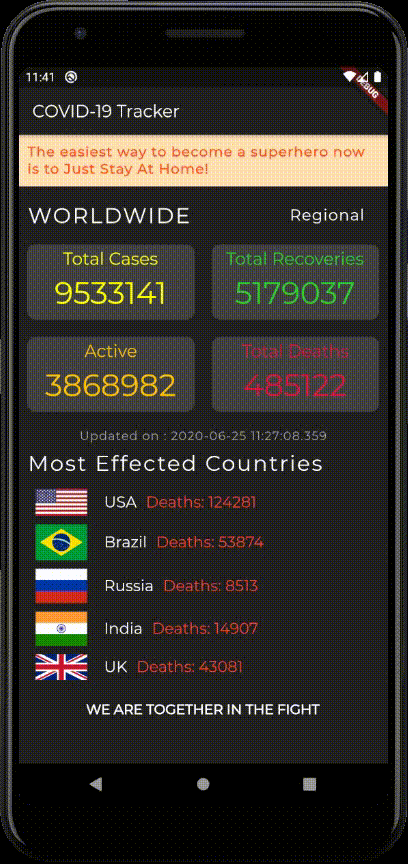 11:41
DEBUG
COVID-19 Tracker
The easiest way to become a superhero now
is to Just Stay At Home!
WORLDWIDE Regional
Total Cases Total Recoveries
9533141 5179037
Active Total Deaths
3868982 485122
Updated on : 2020-06-25 11:27:08.359
Most Effected Countries
USA Deaths: 124281
Brazil Deaths: 53874
Russia Deaths: 8513
India Deaths: 14907
UK Deaths: 43081
WE ARE TOGETHER IN THE FIGHT